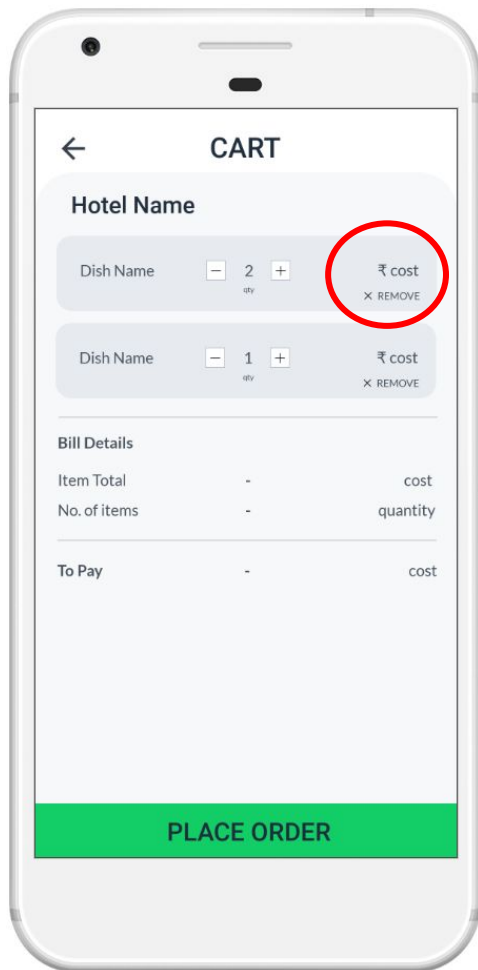 ← CART
Hotel Name
Dish Name − 2 + ₹ cost
qty × REMOVE
Dish Name − 1 + ₹ cost
qty × REMOVE
Bill Details
Item Total - cost
No. of items - quantity
To Pay - cost
PLACE ORDER